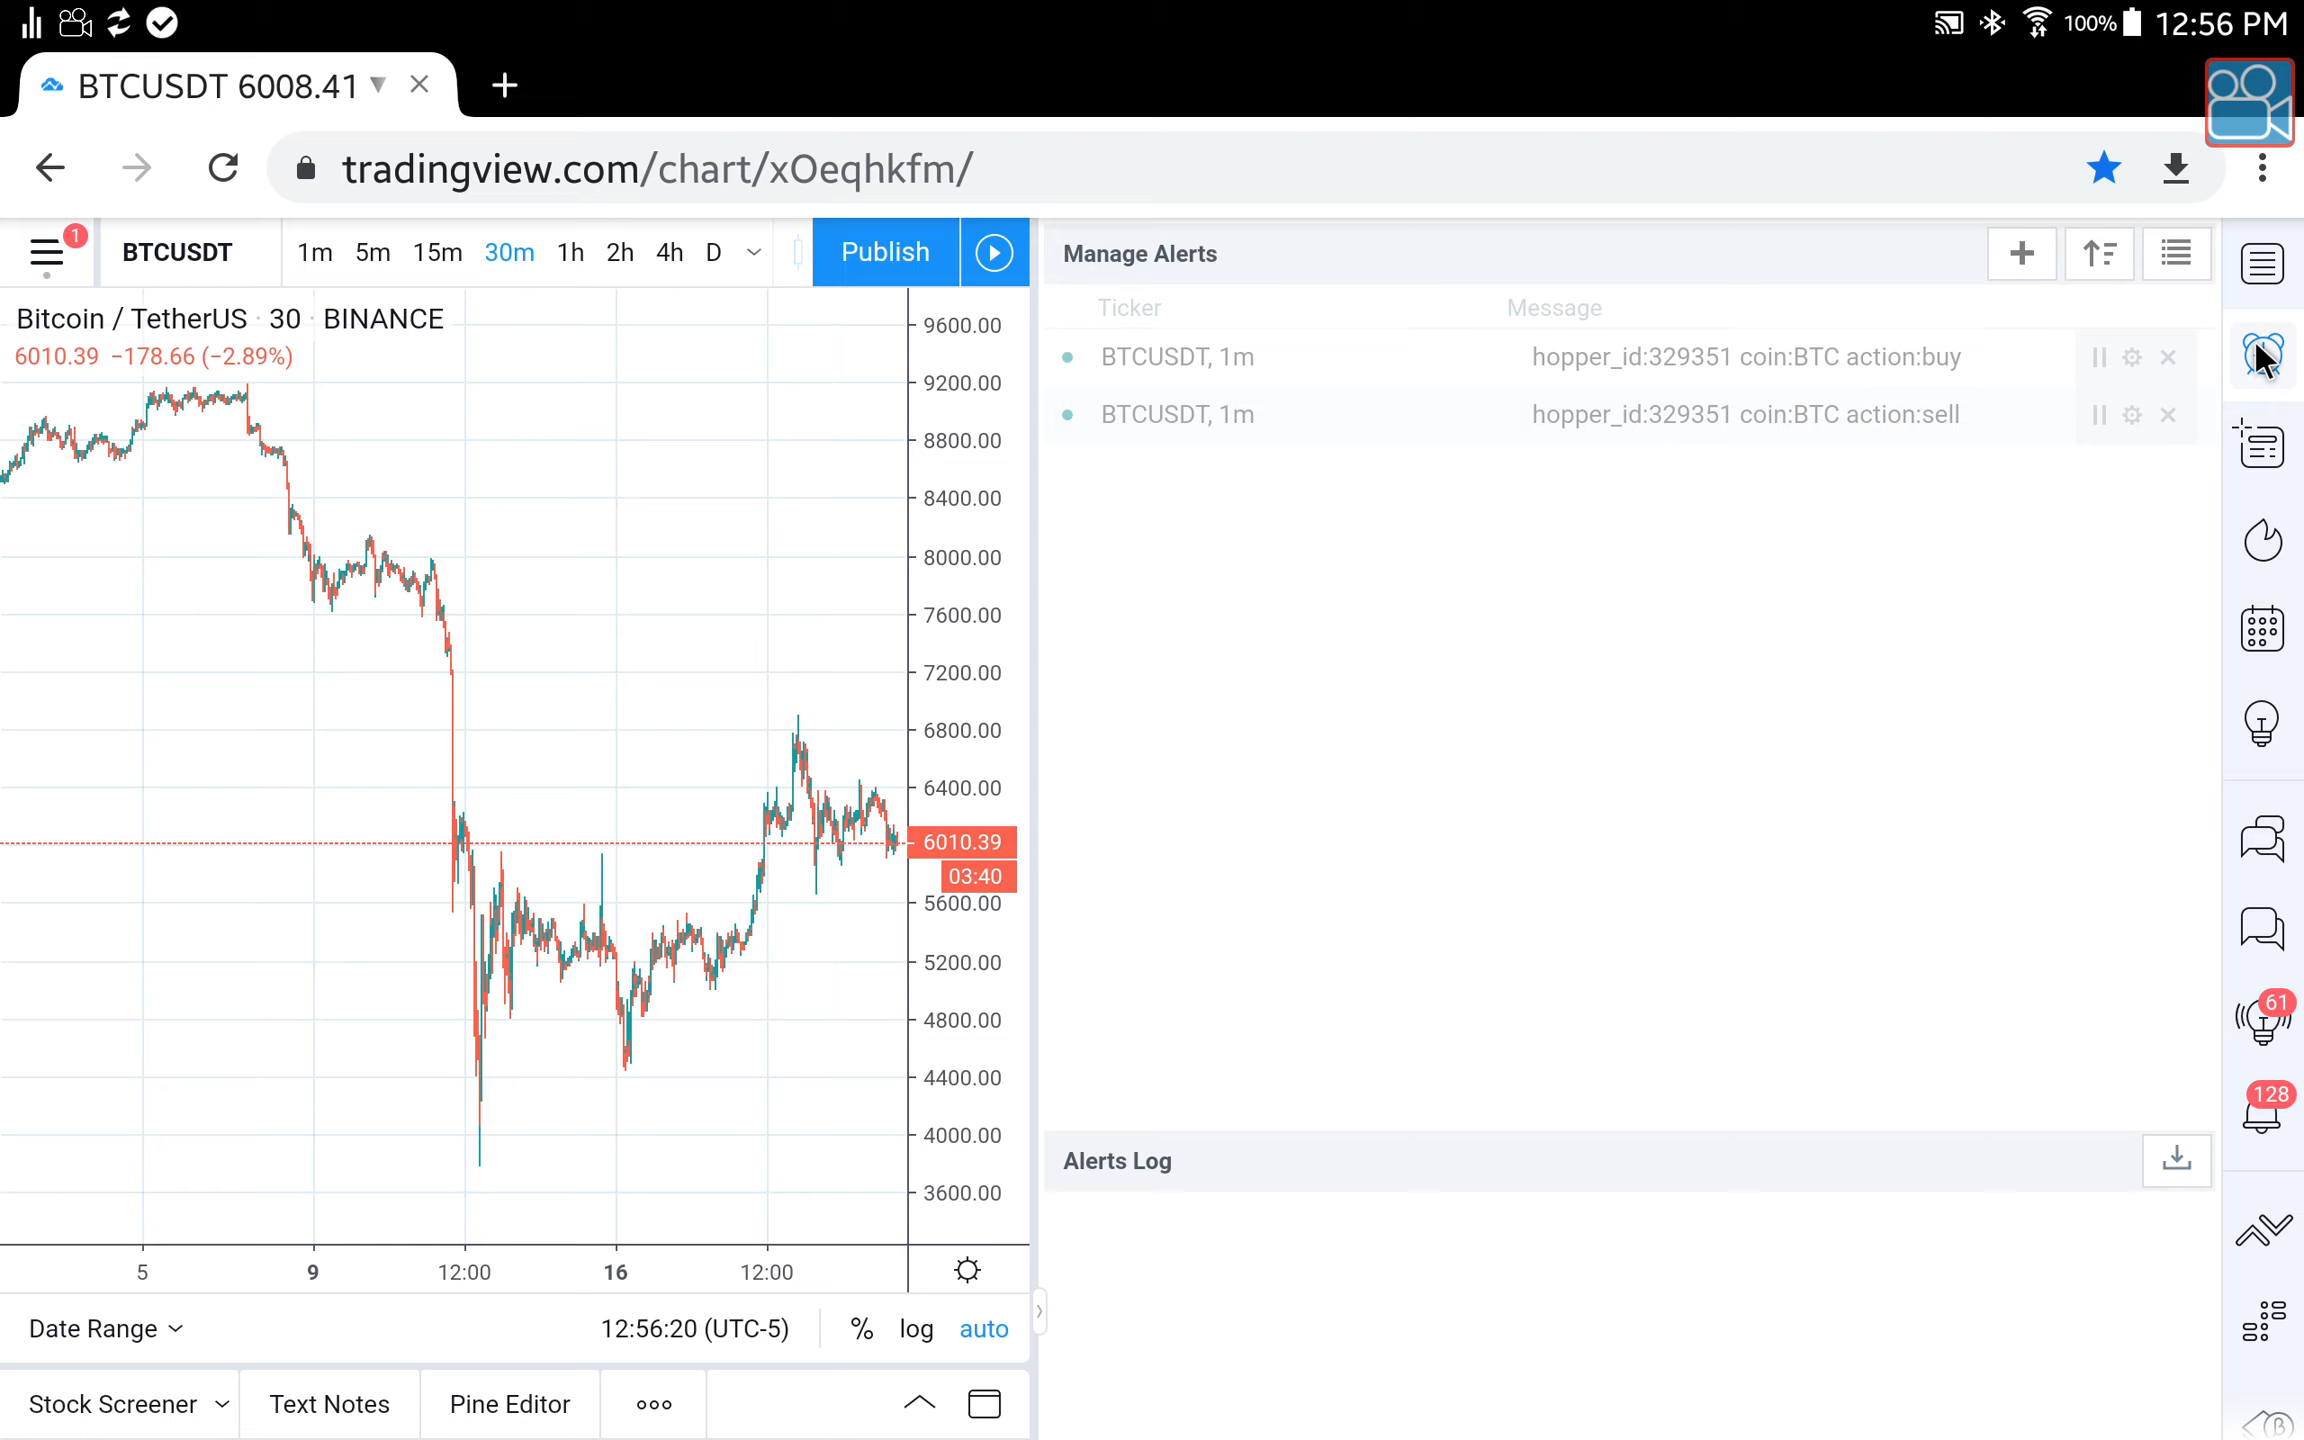 100% 12:56 PM
BTCUSDT 6008.41
tradingview.com/chart/xOeqhkfm/
1
BTCUSDT 1m 5m 15m 30m 1h 2h 4h D Publish
Manage Alerts
Bitcoin / TetherUS · 30 · BINANCE
6010.39 −178.66 (−2.89%)
Ticker Message
BTCUSDT, 1m hopper_id:329351 coin:BTC action:buy
BTCUSDT, 1m hopper_id:329351 coin:BTC action:sell
9600.00
9200.00
8800.00
8400.00
8000.00
7600.00
7200.00
6800.00
6400.00
6010.39
03:40
5600.00
5200.00
4800.00
4400.00
4000.00
3600.00
61
128
Alerts Log
5 9 12:00 16 12:00
Date Range 12:56:20 (UTC-5) % log auto
Stock Screener Text Notes Pine Editor